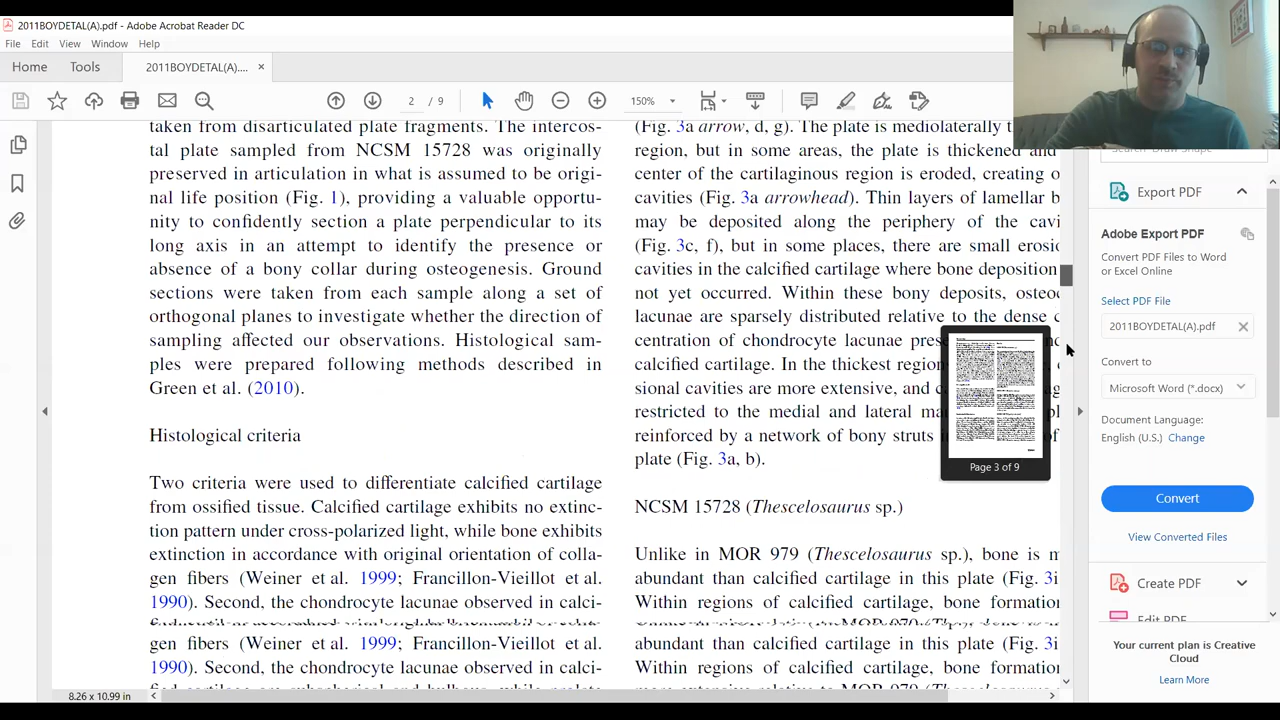 2011BOYDETAL(A).pdf - Adobe Acrobat Reader DC
File Edit View Window Help
Home Tools 2011BOYDETAL(A).... ×
2 / 9 150%
taken from disarticulated plate fragments. The intercos-
tal plate sampled from NCSM 15728 was originally
preserved in articulation in what is assumed to be origi-
nal life position (Fig. 1), providing a valuable opportu-
nity to confidently section a plate perpendicular to its
long axis in an attempt to identify the presence or
absence of a bony collar during osteogenesis. Ground
sections were taken from each sample along a set of
orthogonal planes to investigate whether the direction of
sampling affected our observations. Histological sam-
ples were prepared following methods described in
Green et al. (2010).
Histological criteria
Two criteria were used to differentiate calcified cartilage
from ossified tissue. Calcified cartilage exhibits no extinc-
tion pattern under cross-polarized light, while bone exhibits
extinction in accordance with original orientation of colla-
gen fibers (Weiner et al. 1999; Francillon-Vieillot et al.
1990). Second, the chondrocyte lacunae observed in calci-
gen fibers (Weiner et al. 1999; Francillon-Vieillot et al.
1990). Second, the chondrocyte lacunae observed in calci-
(Fig. 3a arrow, d, g). The plate is mediolaterally
region, but in some areas, the plate is thickened and
center of the cartilaginous region is eroded, creating
cavities (Fig. 3a arrowhead). Thin layers of lamellar
may be deposited along the periphery of the
(Fig. 3c, f), but in some places, there are small
cavities in the calcified cartilage where bone deposition
not yet occurred. Within these bony deposits,
lacunae are sparsely distributed relative to the dense
centration of chondrocyte lacunae
calcified cartilage. In the thickest
sional cavities are more extensive, and
restricted to the medial and lateral
reinforced by a network of bony struts
plate (Fig. 3a, b).
NCSM 15728 (Thescelosaurus sp.)
Unlike in MOR 979 (Thescelosaurus sp.), bone is
abundant than calcified cartilage in this plate (Fig.
Within regions of calcified cartilage, bone formation
abundant than calcified cartilage in this plate (Fig.
Within regions of calcified cartilage, bone formation
Page 3 of 9
8.26 x 10.99 in
Export PDF
Adobe Export PDF
Convert PDF Files to Word
or Excel Online
Select PDF File
2011BOYDETAL(A).pdf
Convert to
Microsoft Word (*.docx)
Document Language:
English (U.S.) Change
Convert
View Converted Files
Create PDF
Edit PDF
Your current plan is Creative
Cloud
Learn More